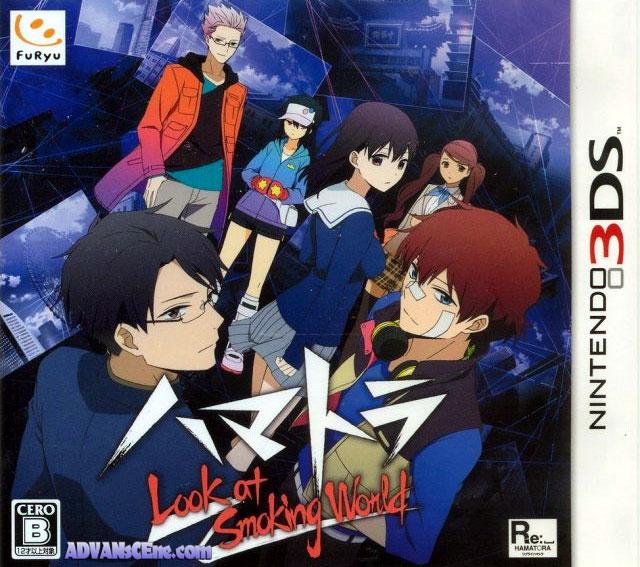 FURYU
NINTENDO 3DS™
ハマトラ
Look at
Smoking World
CERO
B
12才以上対象
ADVANsCEne.com
Re:_
HAMATORA